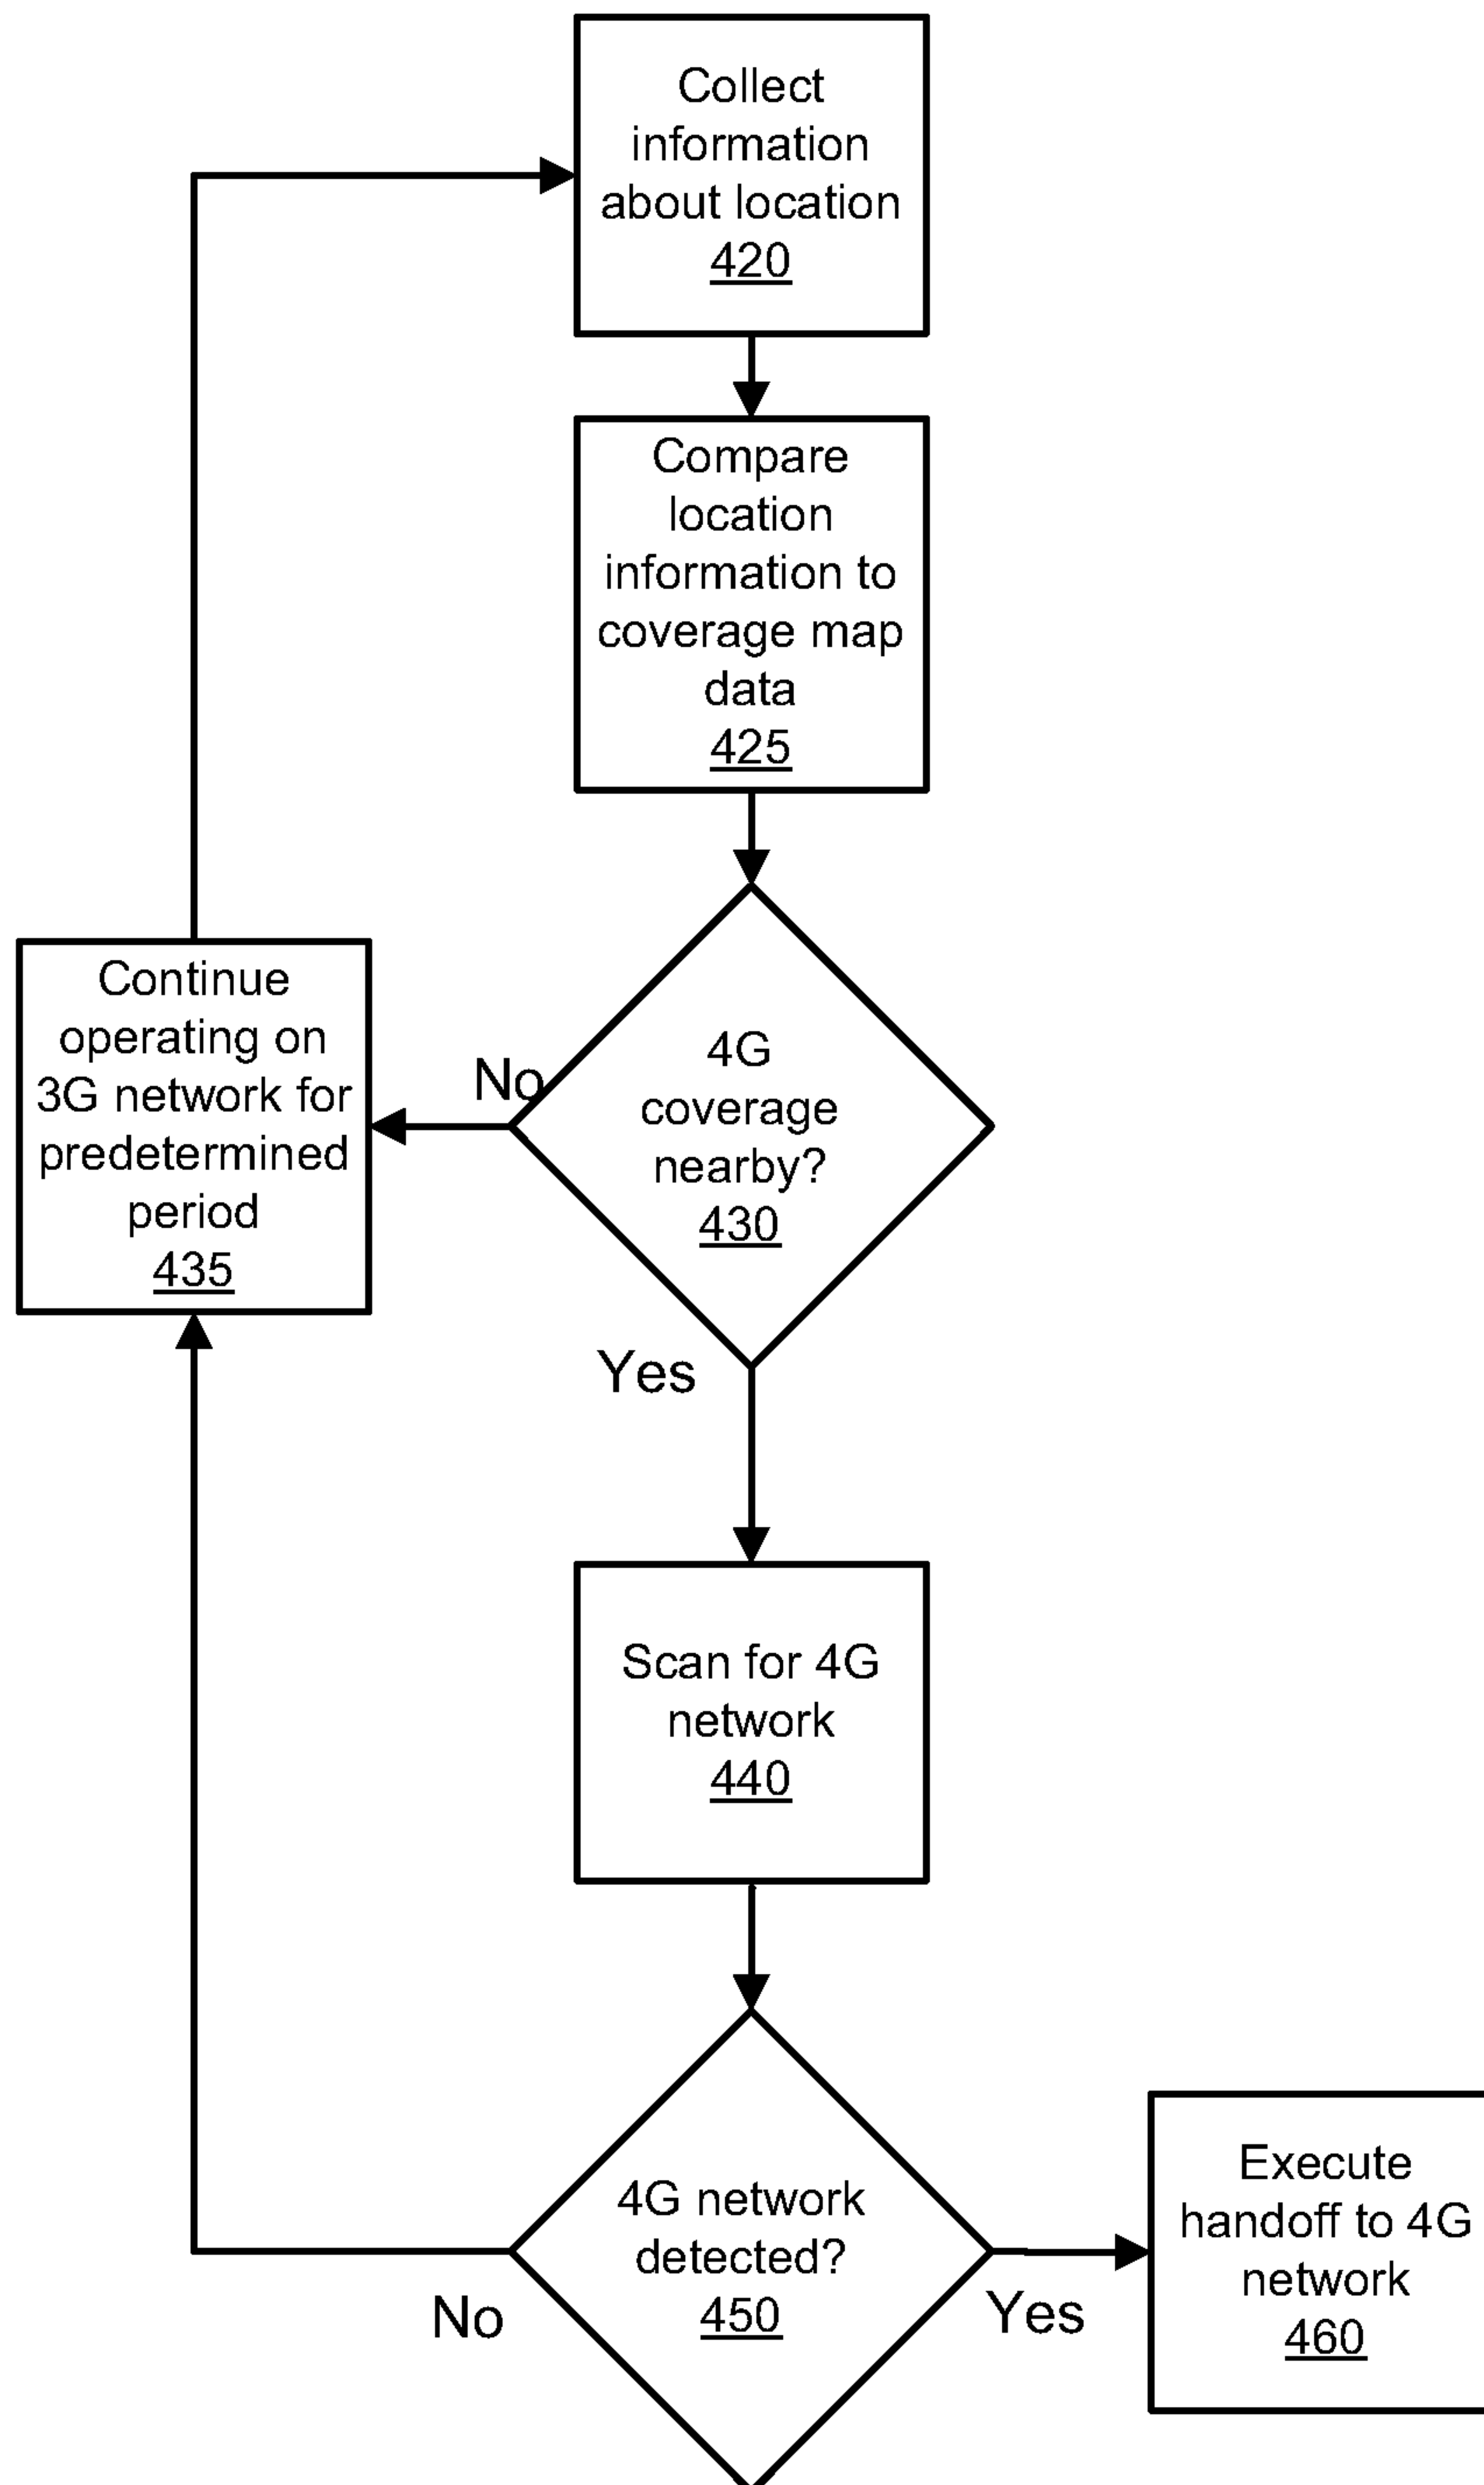 Collect
information
about location
420
Compare
location
information to
coverage map
data
425
Continue
operating on
3G network for
predetermined
period
435
No
4G
coverage
nearby?
430
Yes
Scan for 4G
network
440
4G network
detected?
450
No
Yes
Execute
handoff to 4G
network
460